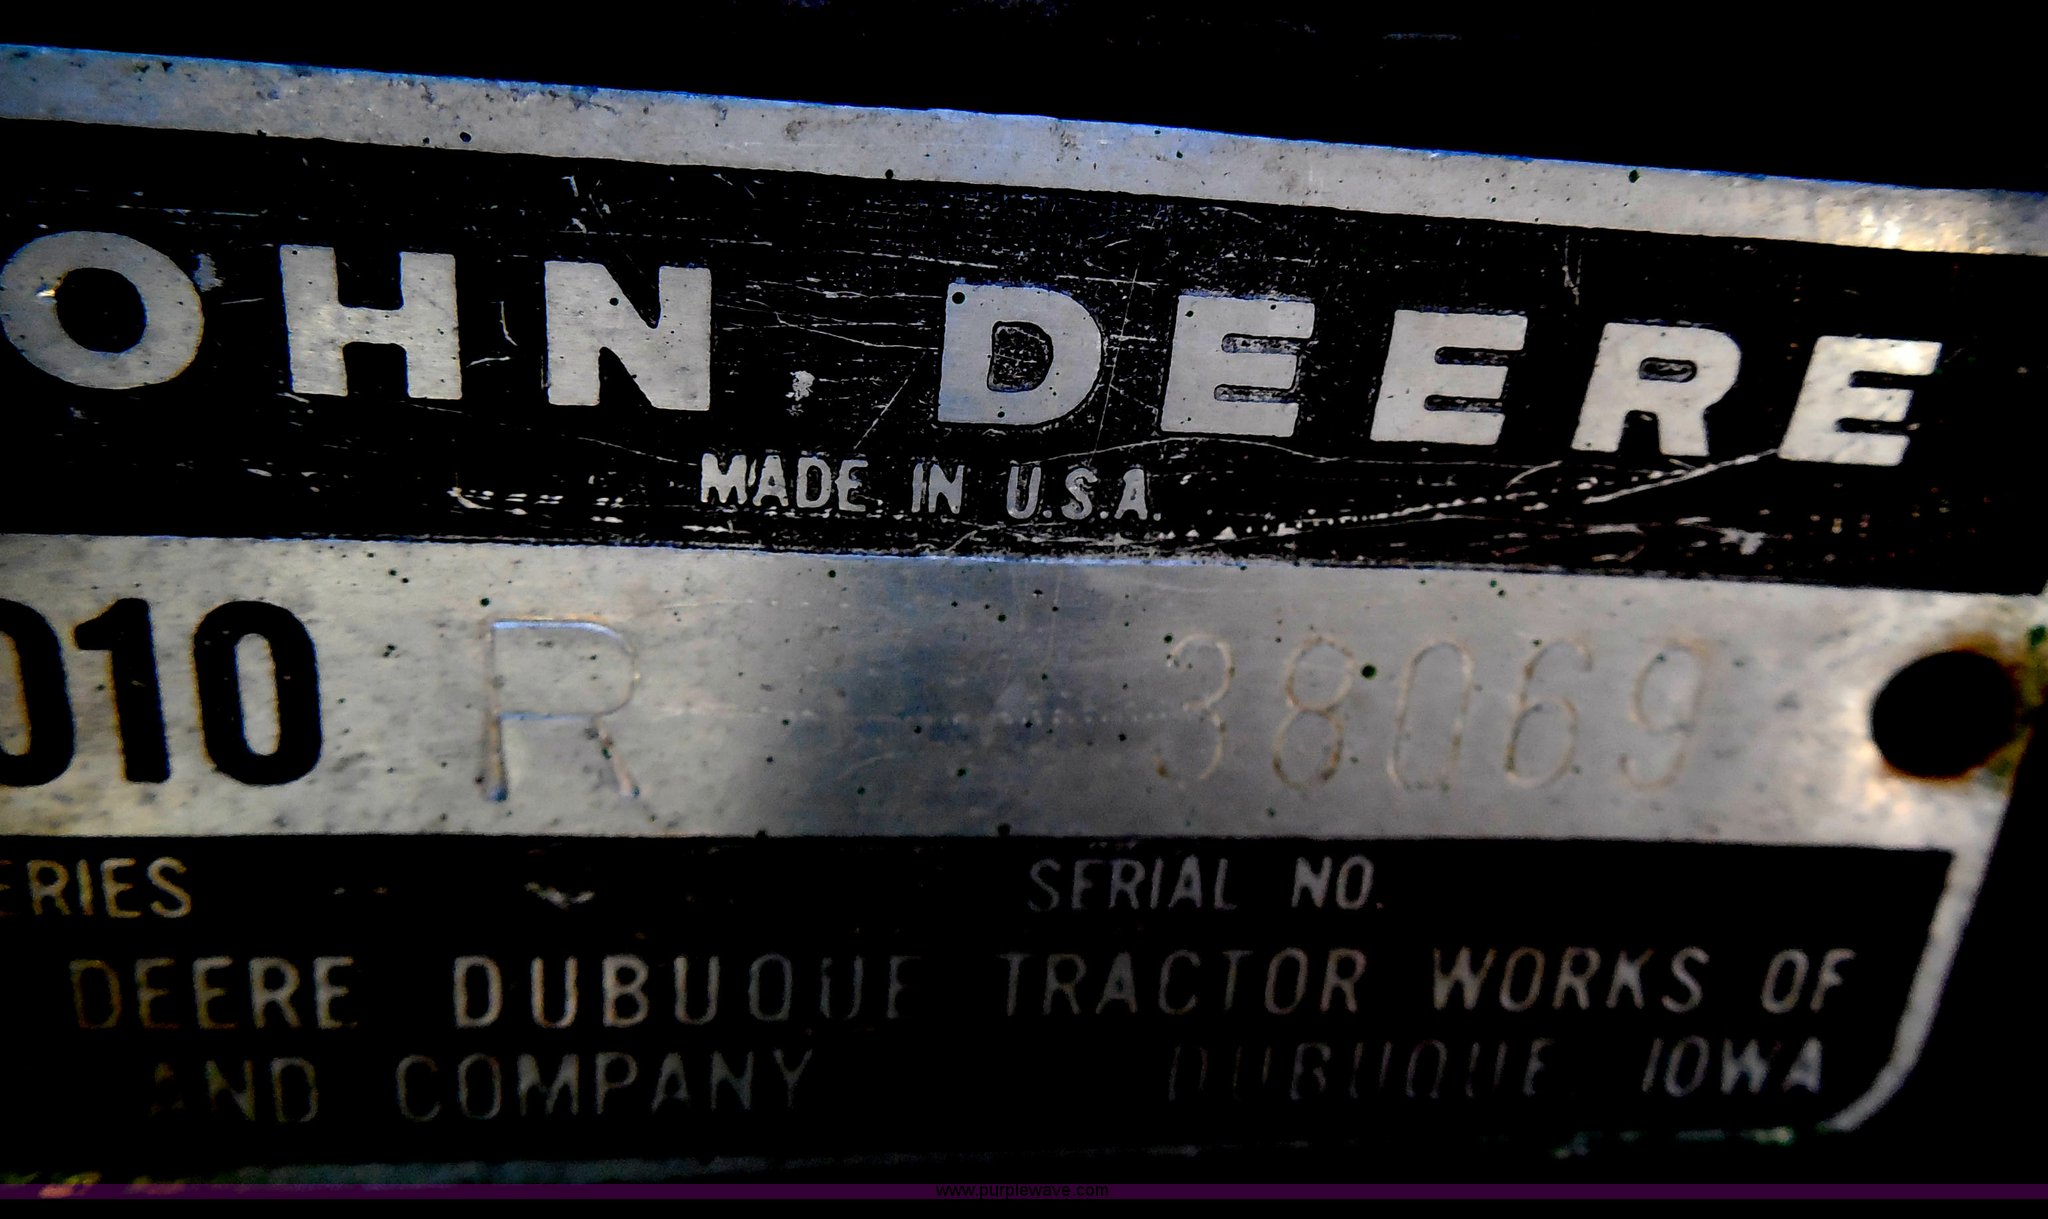 OHN DEERE
MADE IN U.S.A.
010 R 38069
ERIES SERIAL NO.
DEERE DUBUQUE TRACTOR WORKS OF
AND COMPANY DUBUQUE IOWA
www.purplewave.com